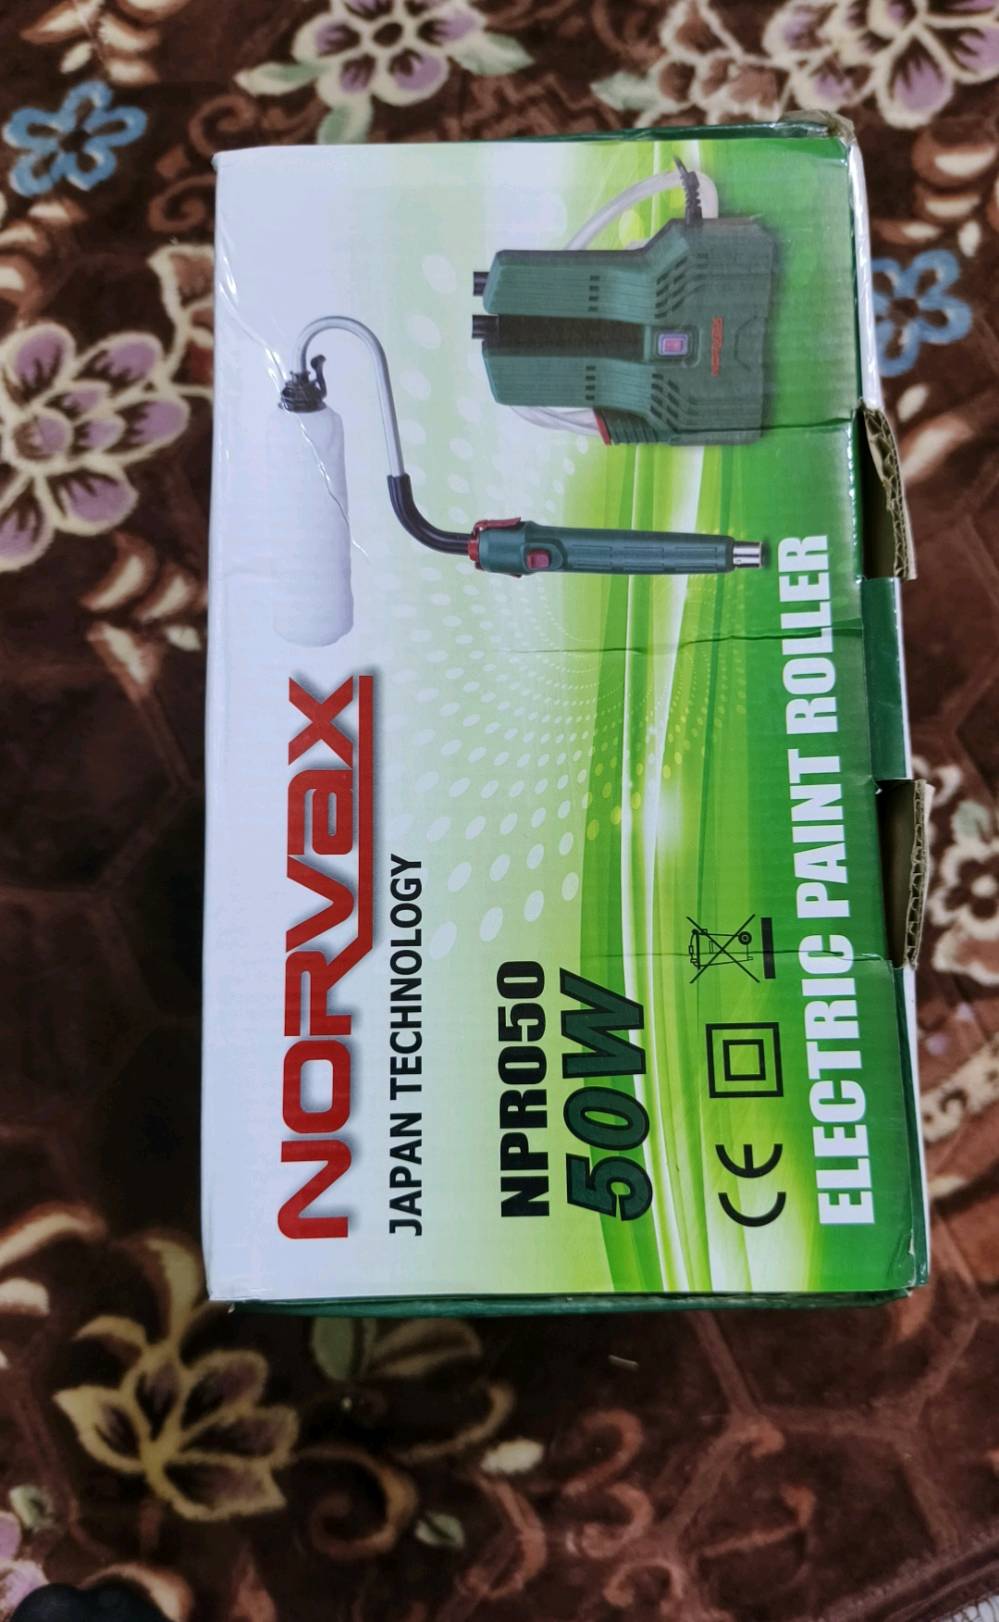 NORVax
JAPAN TECHNOLOGY
NPR050
50W
CE
ELECTRIC PAINT ROLLER